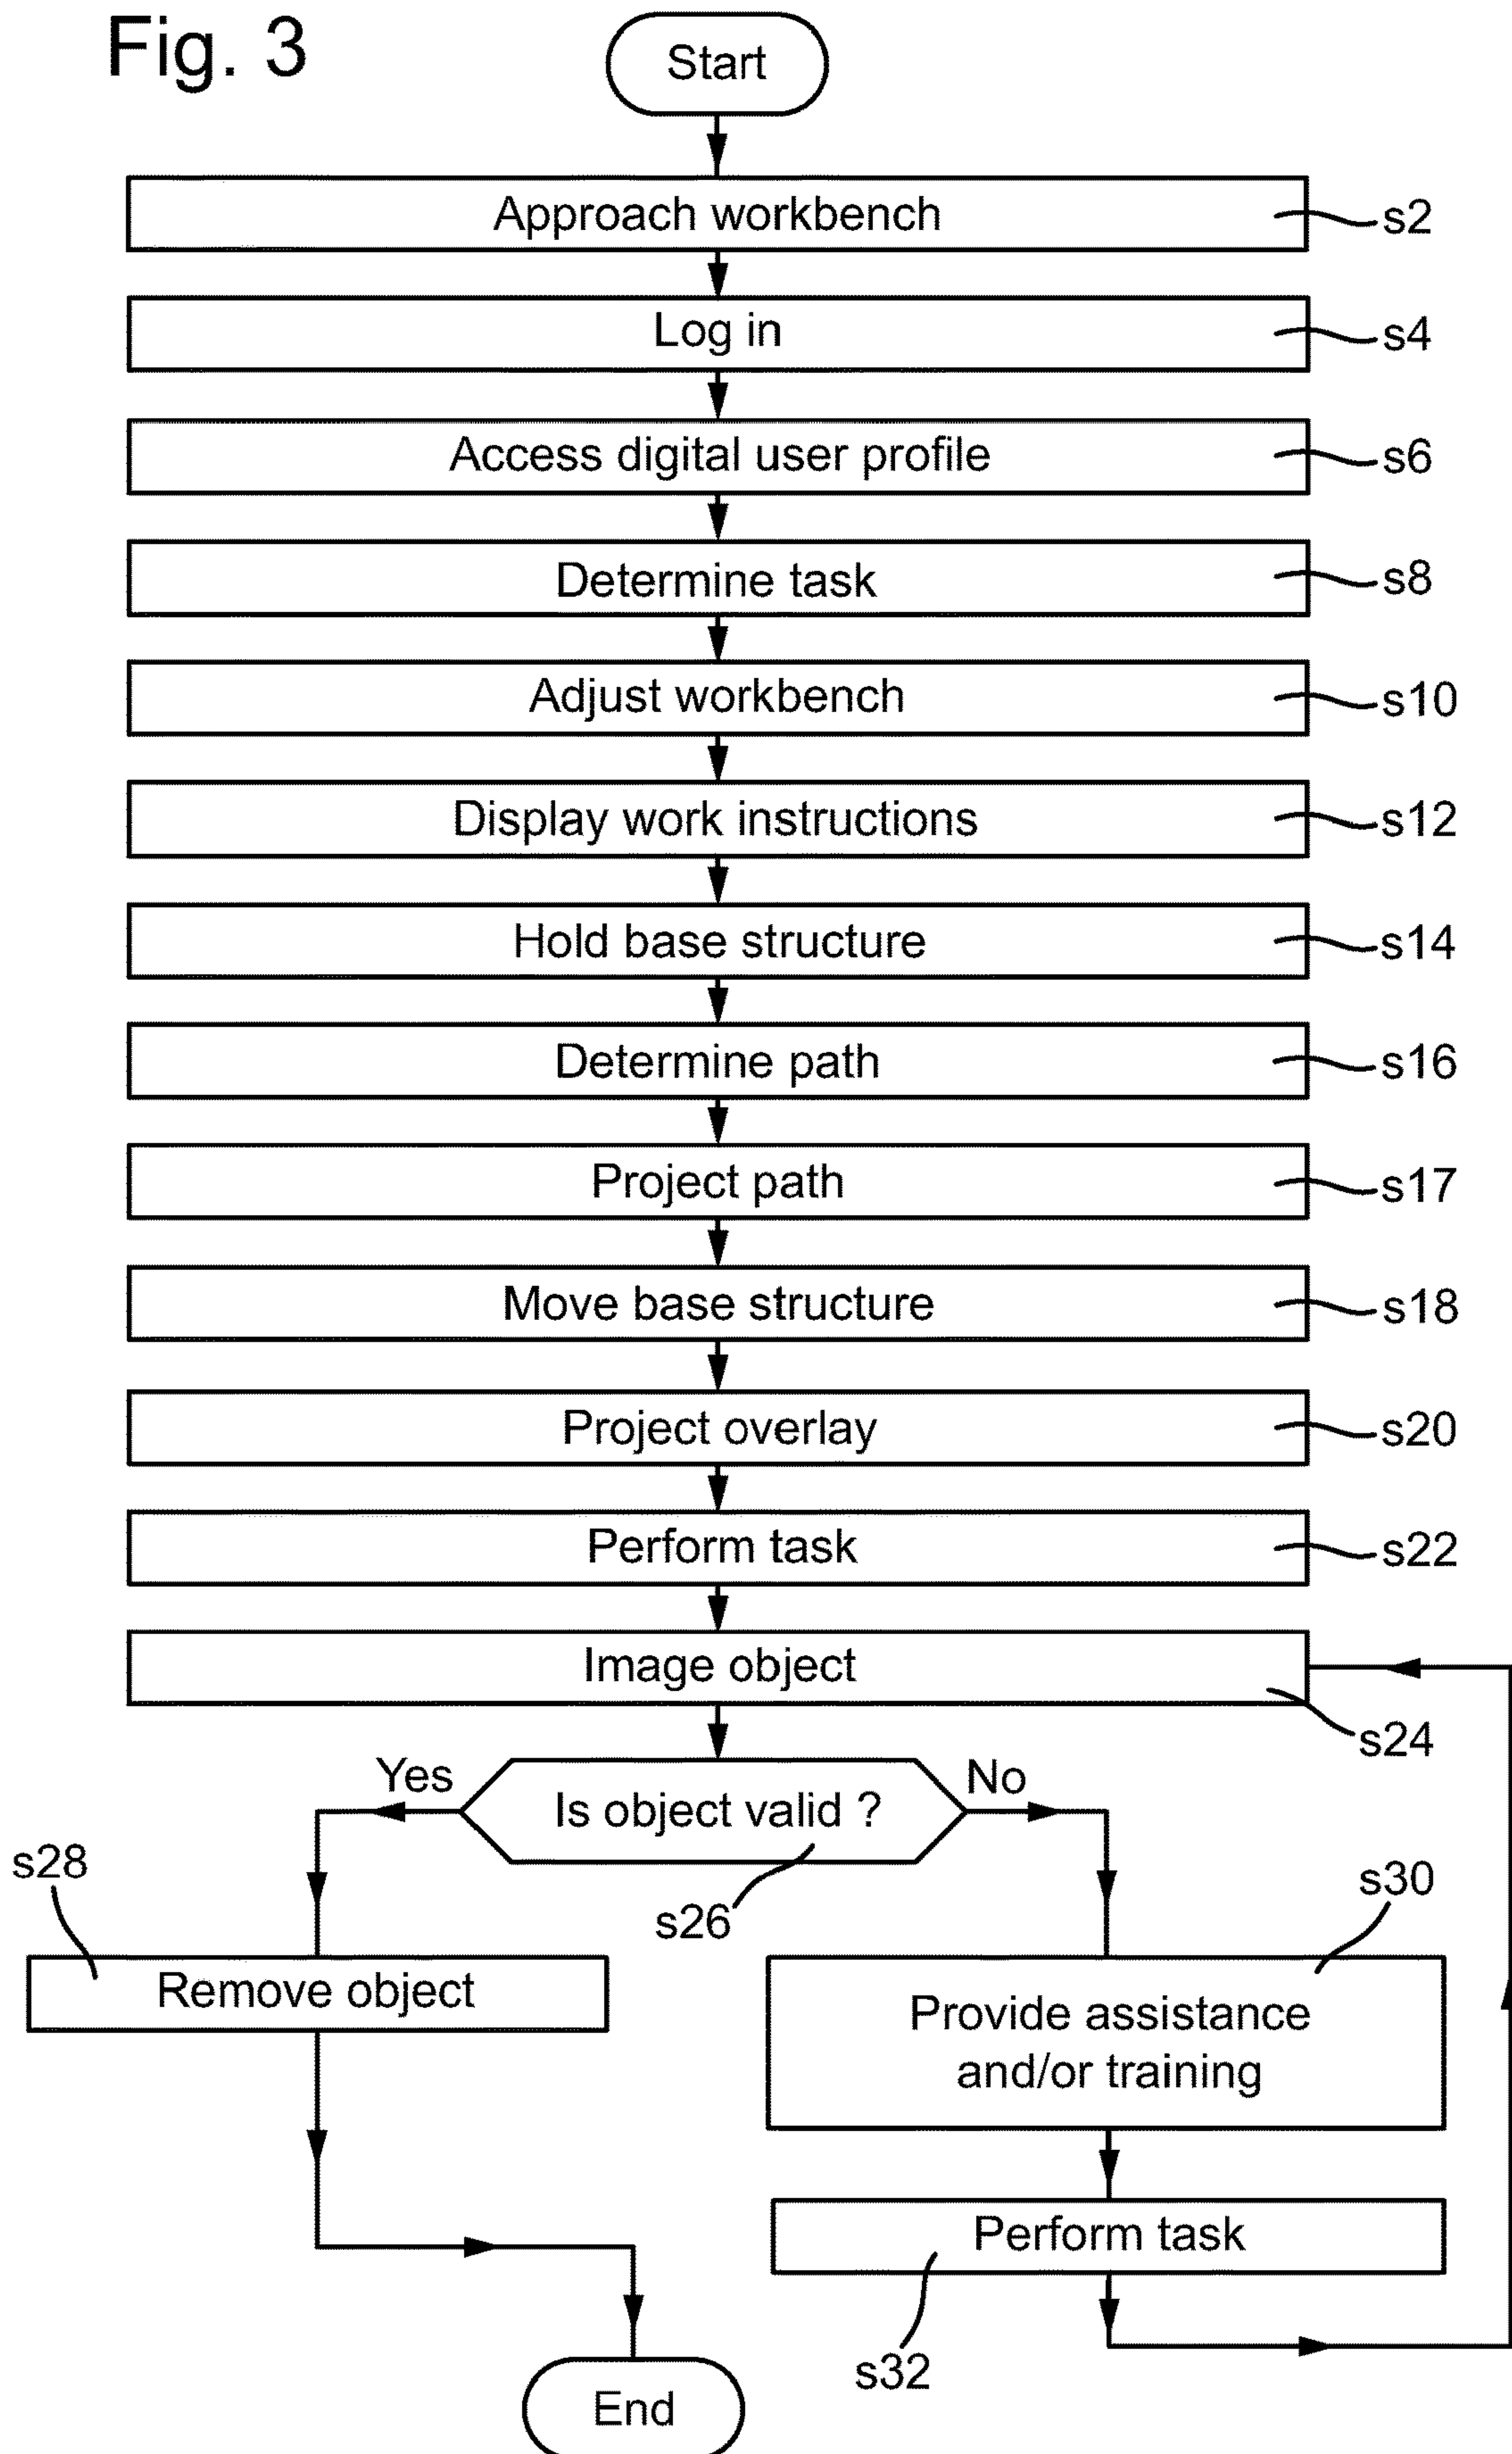 Fig. 3
Start
Approach workbench
s2
Log in
s4
Access digital user profile
s6
Determine task
s8
Adjust workbench
s10
Display work instructions
s12
Hold base structure
s14
Determine path
s16
Project path
s17
Move base structure
s18
Project overlay
s20
Perform task
s22
Image object
s24
Yes
Is object valid ?
No
s26
s28
Remove object
s30
Provide assistance
and/or training
Perform task
s32
End